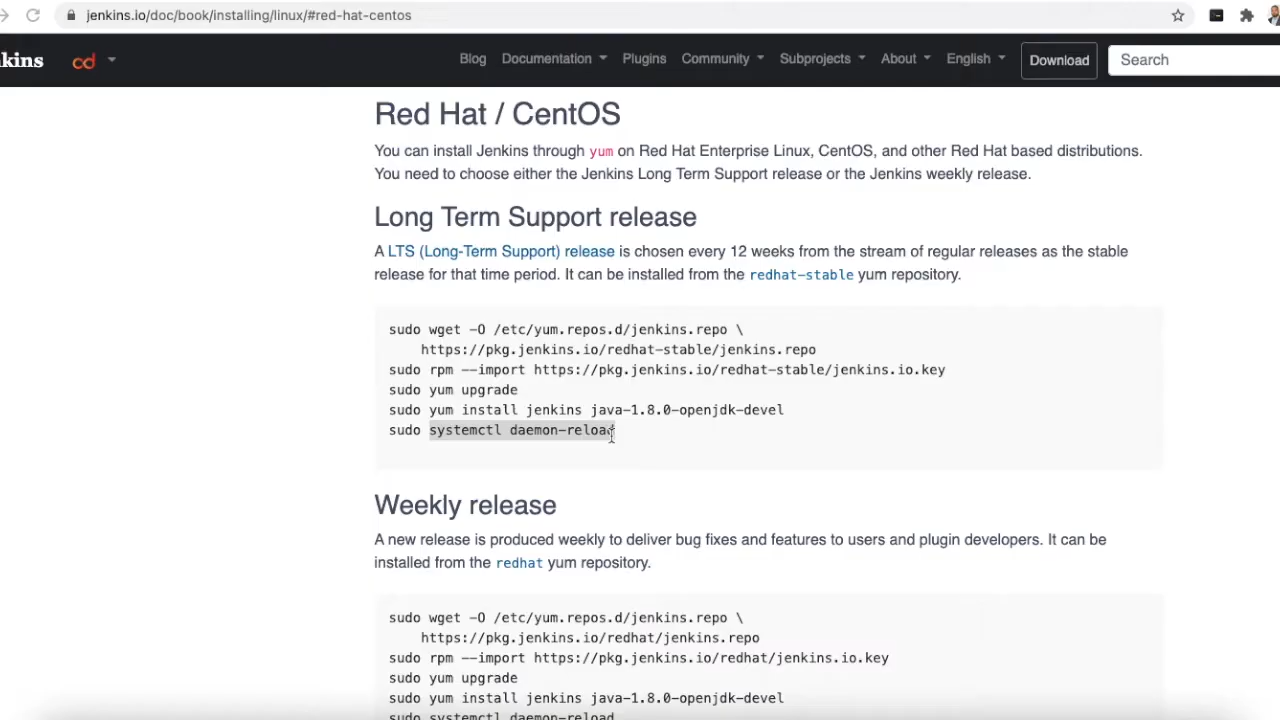 jenkins.io/doc/book/installing/linux/#red-hat-centos
kins cd Blog Documentation Plugins Community Subprojects About English Download Search
Red Hat / CentOS
You can install Jenkins through yum on Red Hat Enterprise Linux, CentOS, and other Red Hat based distributions.
You need to choose either the Jenkins Long Term Support release or the Jenkins weekly release.
Long Term Support release
A LTS (Long-Term Support) release is chosen every 12 weeks from the stream of regular releases as the stable
release for that time period. It can be installed from the redhat-stable yum repository.
sudo wget -O /etc/yum.repos.d/jenkins.repo \
https://pkg.jenkins.io/redhat-stable/jenkins.repo
sudo rpm --import https://pkg.jenkins.io/redhat-stable/jenkins.io.key
sudo yum upgrade
sudo yum install jenkins java-1.8.0-openjdk-devel
sudo systemctl daemon-reload
Weekly release
A new release is produced weekly to deliver bug fixes and features to users and plugin developers. It can be
installed from the redhat yum repository.
sudo wget -O /etc/yum.repos.d/jenkins.repo \
https://pkg.jenkins.io/redhat/jenkins.repo
sudo rpm --import https://pkg.jenkins.io/redhat/jenkins.io.key
sudo yum upgrade
sudo yum install jenkins java-1.8.0-openjdk-devel
sudo systemctl daemon-reload